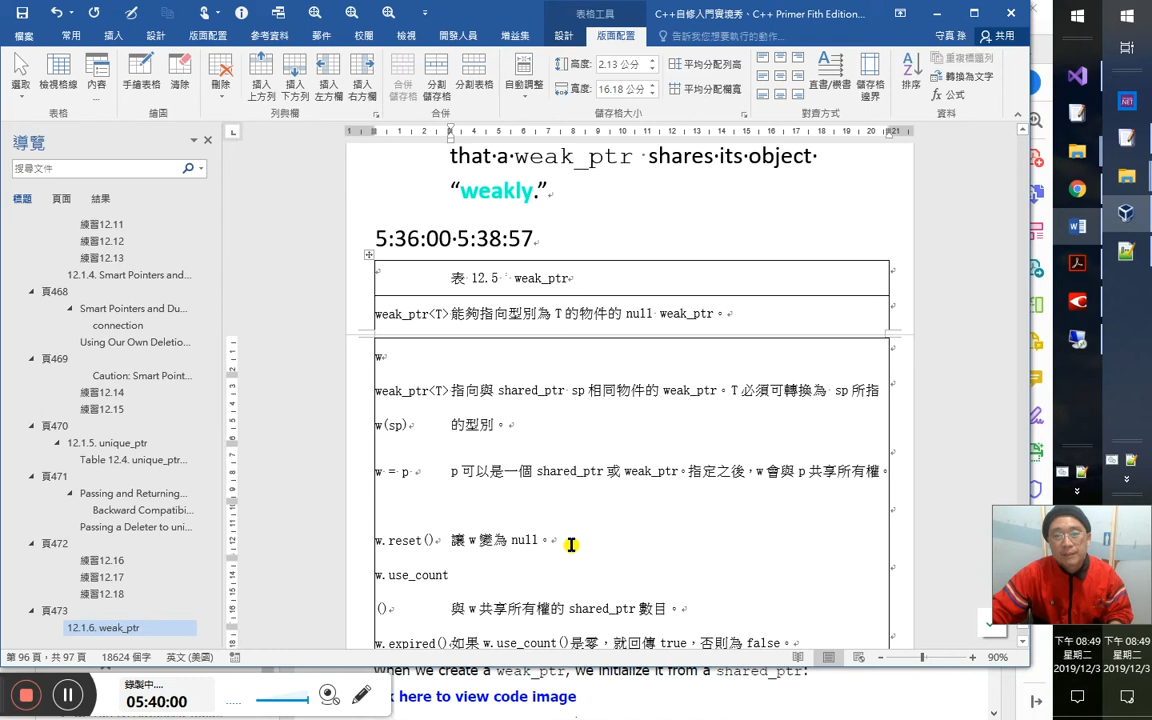 表格工具
C++自修入門實境秀、C++ Primer Fith Edition...
檔案 常用 插入 設計 版面配置 參考資料 郵件 校閱 檢視 開發人員 增益集 設計 版面配置 告訴我您想要執行的動作... 守真 孫 共用
選取 檢視格線 內容... 手繪表格 清除 刪除 插入上方列 插入下方列 插入左方欄 插入右方欄 合併儲存格 分割儲存格 分割表格 自動調整 高度: 2.13 公分 寬度: 16.18 公分 平均分配列高 平均分配欄寬 直書/橫書 儲存格邊界 排序 重複標題列 轉換為文字 公式
表格 繪圖 列與欄 合併 儲存格大小 對齊方式 資料
導覽
搜尋文件
標題 頁面 結果
練習12.11
練習12.12
練習12.13
12.1.4. Smart Pointers and...
頁468
Smart Pointers and Du...
connection
Using Our Own Deletio...
頁469
Caution: Smart Point...
練習12.14
練習12.15
頁470
12.1.5. unique_ptr
Table 12.4. unique_ptr...
頁471
Passing and Returning...
Backward Compatibi...
Passing a Deleter to uni...
頁472
練習12.16
練習12.17
練習12.18
頁473
12.1.6. weak_ptr
that a weak_ptr shares its object
“weakly.”
5:36:00 5:38:57
表 12.5: weak_ptr
weak_ptr<T> 能夠指向型別為 T 的物件的 null weak_ptr。
w
weak_ptr<T> 指向與 shared_ptr sp 相同物件的 weak_ptr。T 必須可轉換為 sp 所指
w(sp) 的型別。
w = p p 可以是一個 shared_ptr 或 weak_ptr。指定之後，w 會與 p 共享所有權。
w.reset() 讓 w 變為 null。
w.use_count
() 與 w 共享所有權的 shared_ptr 數目。
w.expired() 如果 w.use_count()是零，就回傳 true，否則為 false。
第 96 頁，共 97 頁 18624 個字 英文 (美國) 90%
When we create a weak_ptr, we initialize it from a shared_ptr:
here to view code image
錄製中...
05:40:00
下午 08:49
星期二
2019/12/3
下午 08:49
星期二
2019/12/3